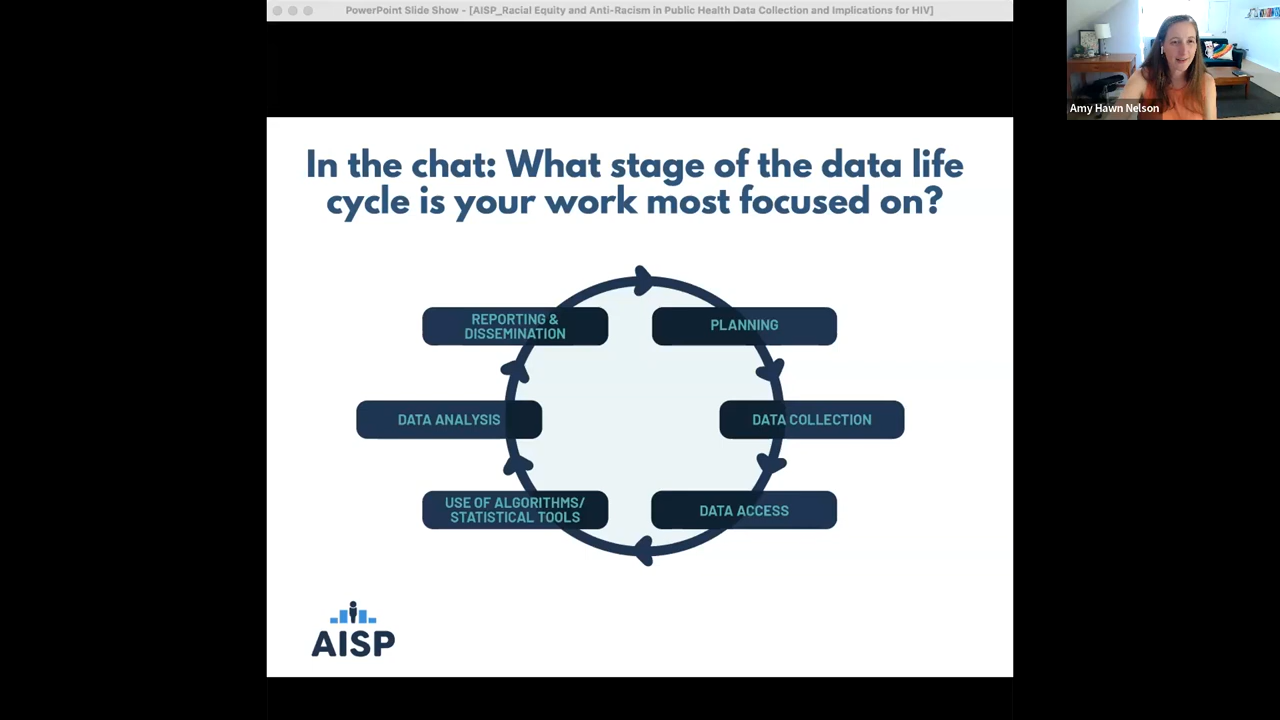 PowerPoint Slide Show - [AISP_Racial Equity and Anti-Racism in Public Health Data Collection and Implications for HIV]
Amy Hawn Nelson
In the chat: What stage of the data life
cycle is your work most focused on?
REPORTING &
DISSEMINATION
PLANNING
DATA ANALYSIS
DATA COLLECTION
USE OF ALGORITHMS/
STATISTICAL TOOLS
DATA ACCESS
AISP